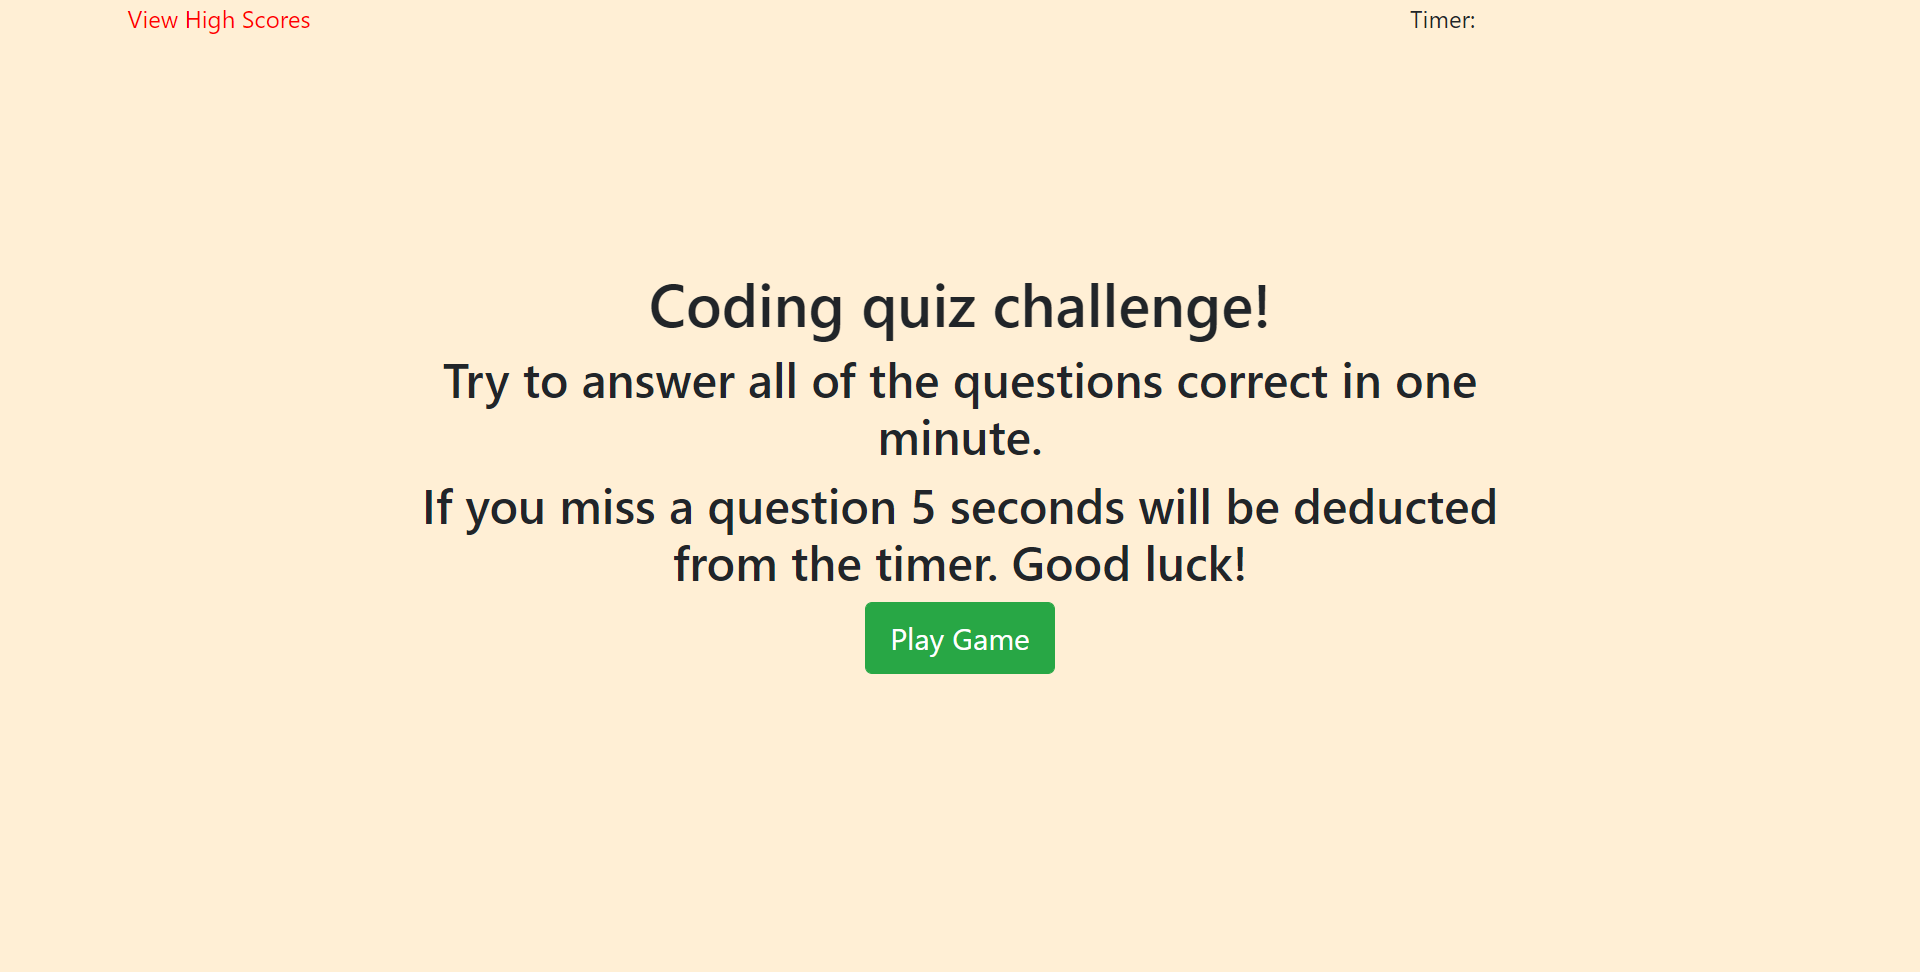 View High Scores
Timer:
Coding quiz challenge!
Try to answer all of the questions correct in one
minute.
If you miss a question 5 seconds will be deducted
from the timer. Good luck!
Play Game